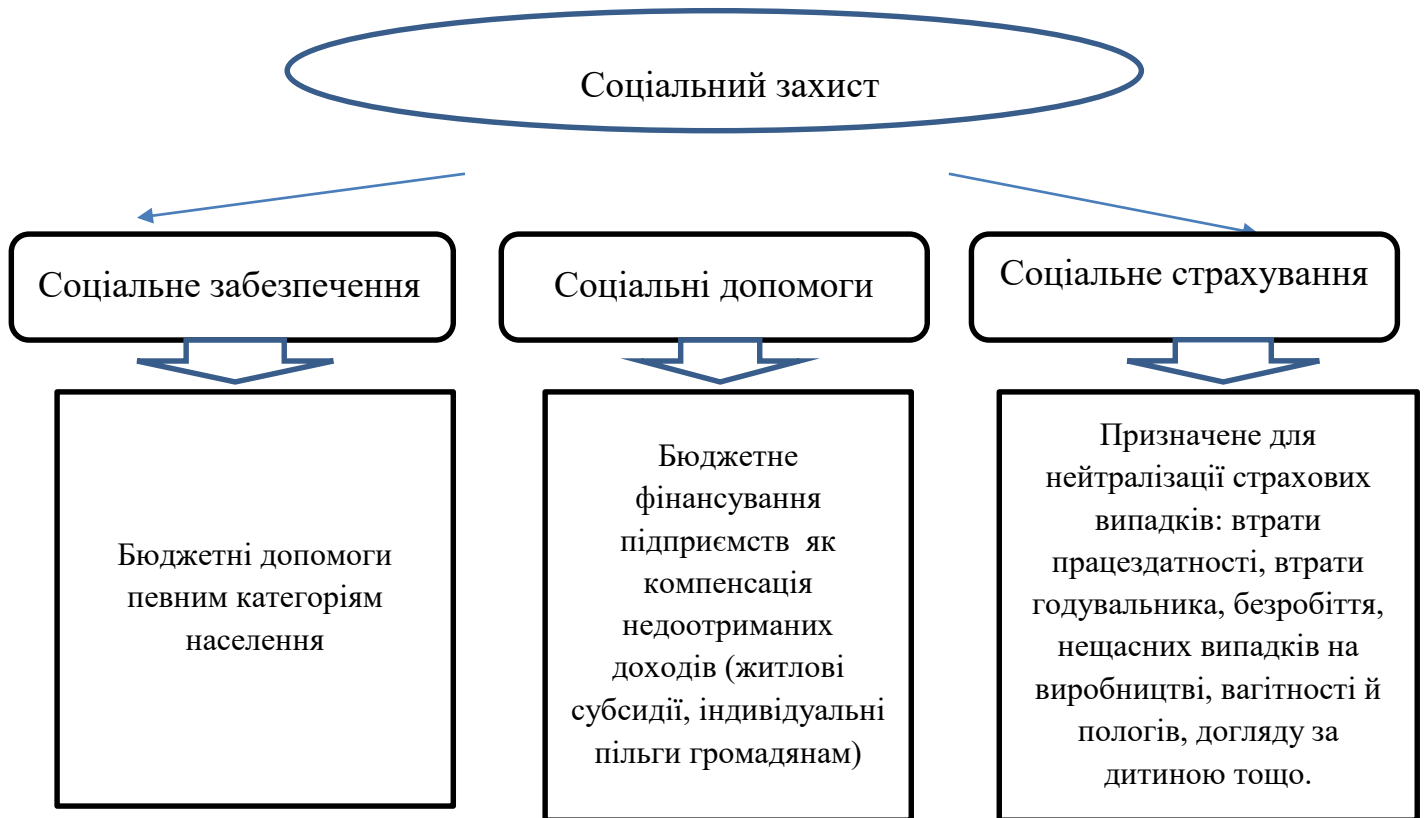 Соціальний захист
Соціальне забезпечення
Соціальні допомоги
Соціальне страхування
Бюджетні допомоги
певним категоріям
населення
Бюджетне
фінансування
підприємств як
компенсація
недоотриманих
доходів (житлові
субсидії, індивідуальні
пільги громадянам)
Призначене для
нейтралізації страхових
випадків: втрати
працездатності, втрати
годувальника, безробіття,
нещасних випадків на
виробництві, вагітності й
пологів, догляду за
дитиною тощо.